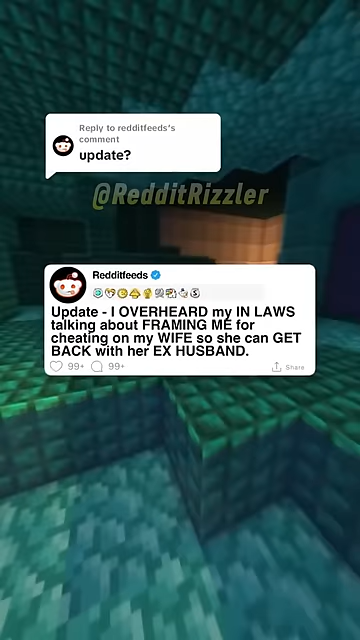 Reply to redditfeeds's
comment
update?
@RedditRizzler
Redditfeeds
Update - I OVERHEARD my IN LAWS
talking about FRAMING ME for
cheating on my WIFE so she can GET
BACK with her EX HUSBAND.
99+ 99+ Share